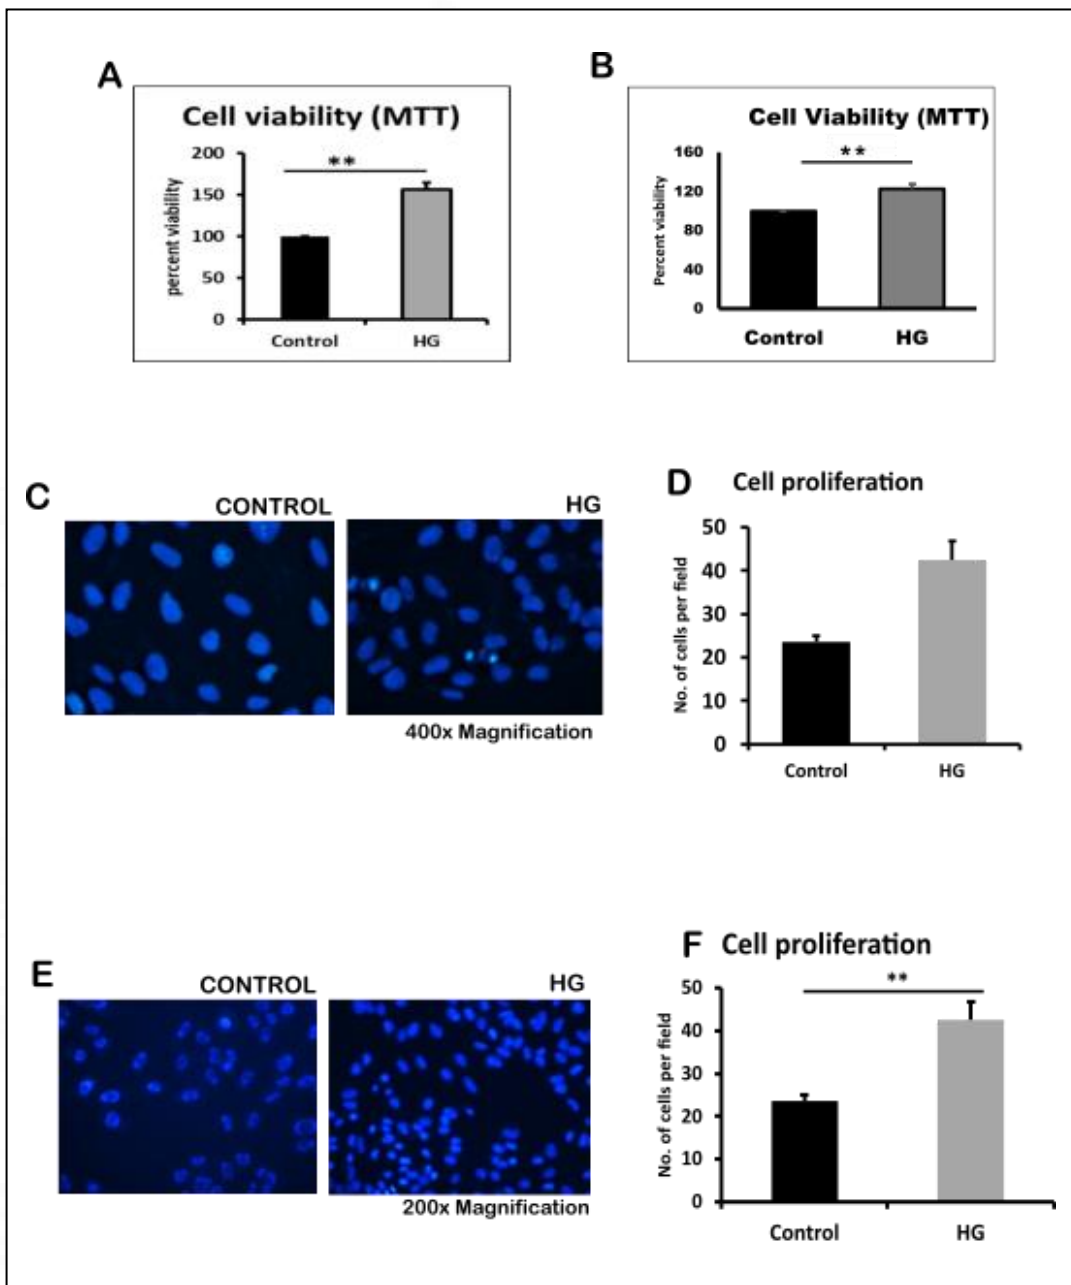 A
Cell viability (MTT)
200
150
100
50
0
percent viability
**
Control HG
B
Cell Viability (MTT)
160
120
80
40
0
Percent viability
**
Control HG
C
CONTROL HG
400x Magnification
D Cell proliferation
50
40
30
20
10
0
No. of cells per field
Control HG
E
CONTROL HG
200x Magnification
F Cell proliferation
50
40
30
20
10
0
No. of cells per field
**
Control HG